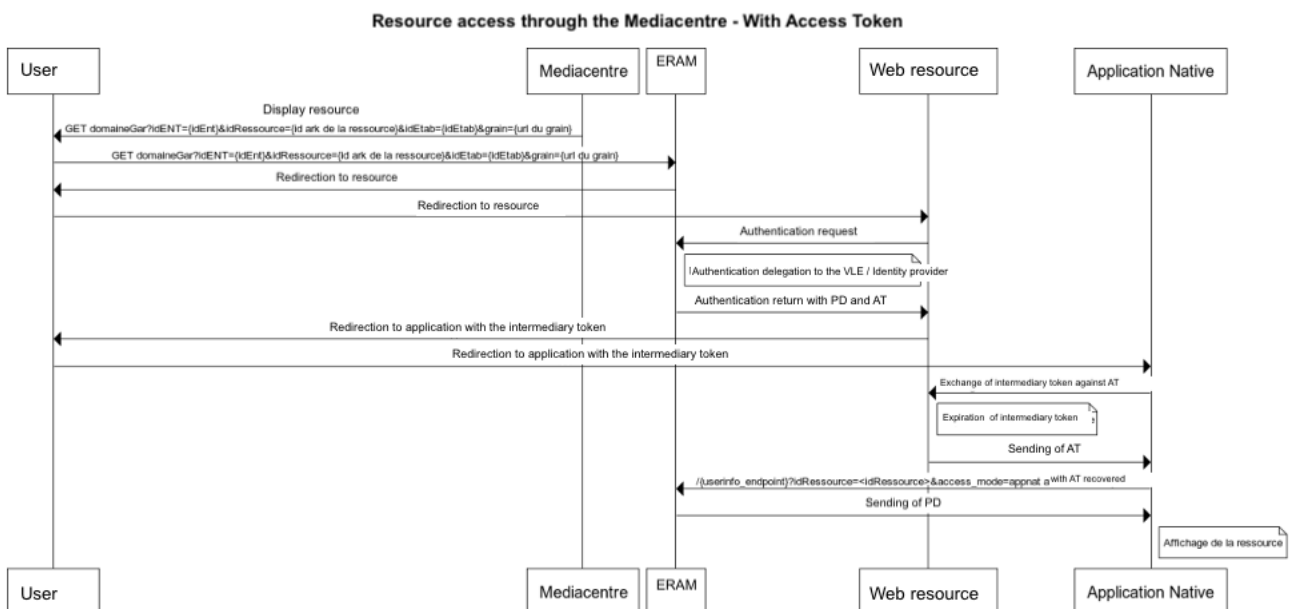 Resource access through the Mediacentre - With Access Token
User
Mediacentre
ERAM
Web resource
Application Native
Display resource
GET domaineGar?idENT={idEnt}&idRessource={id ark de la ressource}&idEtab={idEtab}&grain={url du grain}
GET domaineGar?idENT={idEnt}&idRessource={id ark de la ressource}&idEtab={idEtab}&grain={url du grain}
Redirection to resource
Redirection to resource
Authentication request
Authentication delegation to the VLE / Identity provider
Authentication return with PD and AT
Redirection to application with the intermediary token
Redirection to application with the intermediary token
Exchange of intermediary token against AT
Expiration of intermediary token
Sending of AT
/{userinfo_endpoint}?idRessource=<idRessource>&access_mode=appnat a with AT recovered
Sending of PD
Affichage de la ressource
User
Mediacentre
ERAM
Web resource
Application Native